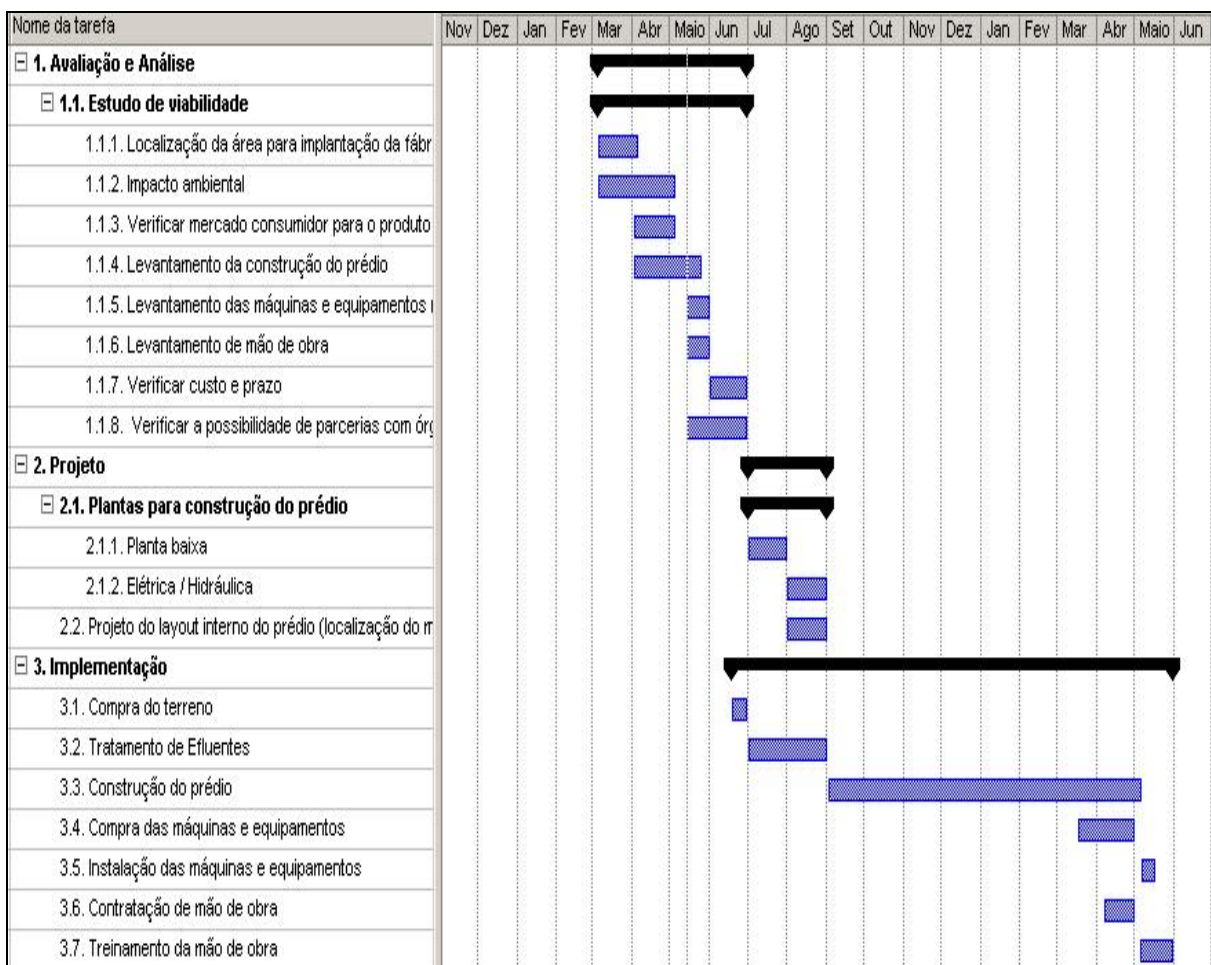 Nome da tarefa
Nov Dez Jan Fev Mar Abr Maio Jun Jul Ago Set Out Nov Dez Jan Fev Mar Abr Maio Jun
1. Avaliação e Análise
1.1. Estudo de viabilidade
1.1.1. Localização da área para implantação da fábr
1.1.2. Impacto ambiental
1.1.3. Verificar mercado consumidor para o produto
1.1.4. Levantamento da construção do prédio
1.1.5. Levantamento das máquinas e equipamentos
1.1.6. Levantamento de mão de obra
1.1.7. Verificar custo e prazo
1.1.8. Verificar a possibilidade de parcerias com órg
2. Projeto
2.1. Plantas para construção do prédio
2.1.1. Planta baixa
2.1.2. Elétrica / Hidráulica
2.2. Projeto do layout interno do prédio (localização do m
3. Implementação
3.1. Compra do terreno
3.2. Tratamento de Efluentes
3.3. Construção do prédio
3.4. Compra das máquinas e equipamentos
3.5. Instalação das máquinas e equipamentos
3.6. Contratação de mão de obra
3.7. Treinamento da mão de obra